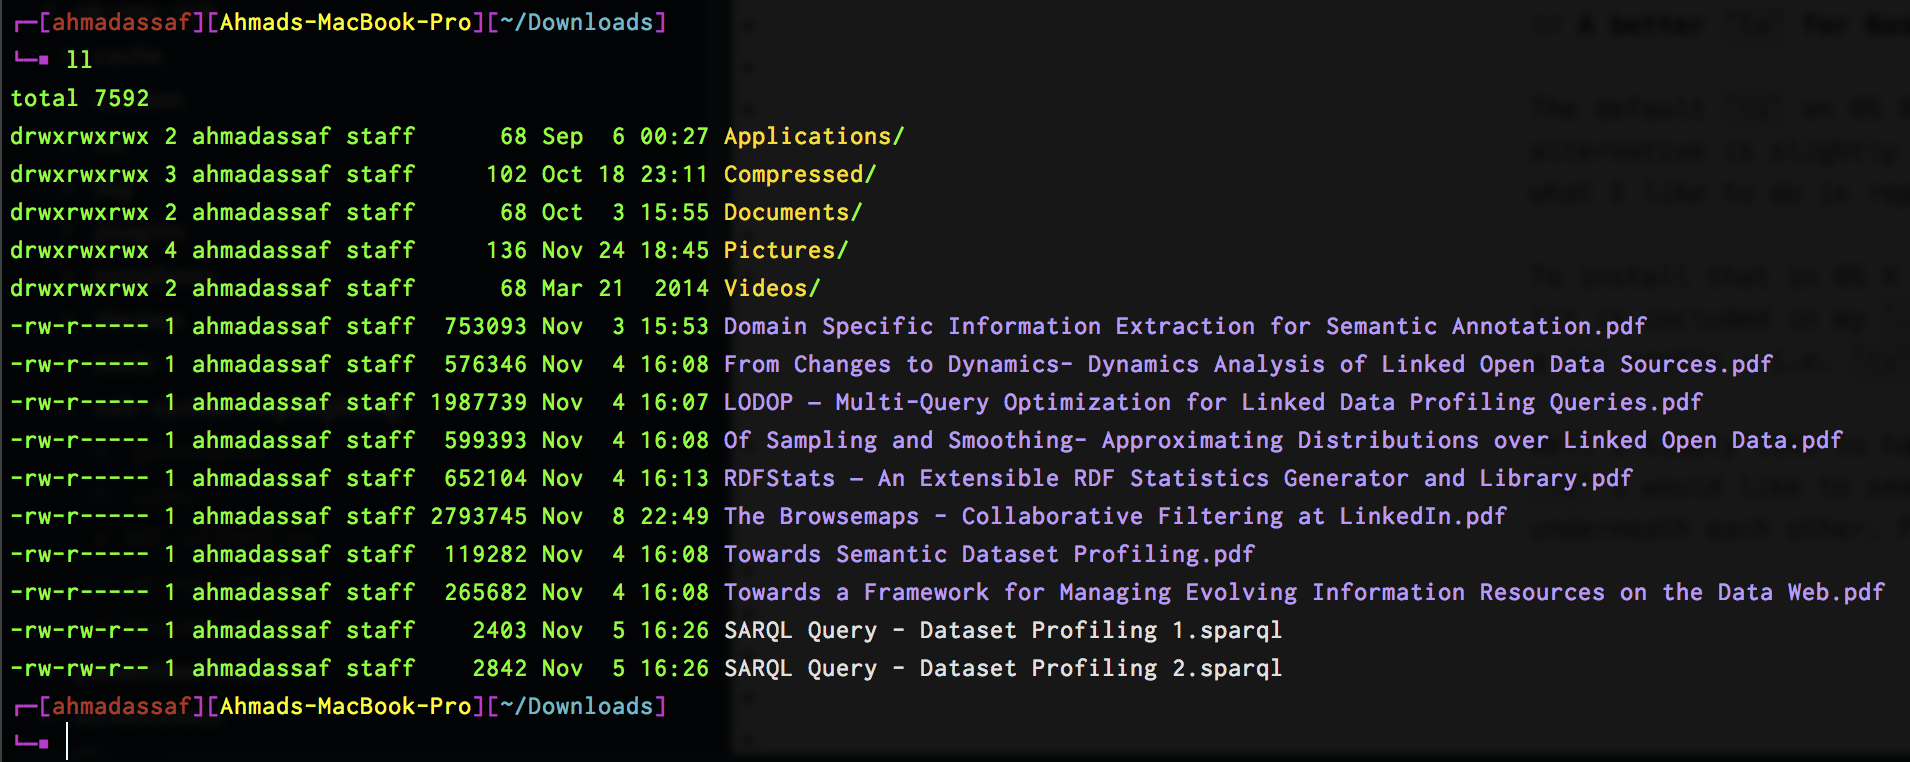 ┌─[ahmadassaf][Ahmads-MacBook-Pro][~/Downloads]
└─▪ ll
total 7592
drwxrwxrwx 2 ahmadassaf staff      68 Sep  6 00:27 Applications/
drwxrwxrwx 3 ahmadassaf staff     102 Oct 18 23:11 Compressed/
drwxrwxrwx 2 ahmadassaf staff      68 Oct  3 15:55 Documents/
drwxrwxrwx 4 ahmadassaf staff     136 Nov 24 18:45 Pictures/
drwxrwxrwx 2 ahmadassaf staff      68 Mar 21  2014 Videos/
-rw-r----- 1 ahmadassaf staff  753093 Nov  3 15:53 Domain Specific Information Extraction for Semantic Annotation.pdf
-rw-r----- 1 ahmadassaf staff  576346 Nov  4 16:08 From Changes to Dynamics- Dynamics Analysis of Linked Open Data Sources.pdf
-rw-r----- 1 ahmadassaf staff 1987739 Nov  4 16:07 LODOP – Multi-Query Optimization for Linked Data Profiling Queries.pdf
-rw-r----- 1 ahmadassaf staff  599393 Nov  4 16:08 Of Sampling and Smoothing- Approximating Distributions over Linked Open Data.pdf
-rw-r----- 1 ahmadassaf staff  652104 Nov  4 16:13 RDFStats – An Extensible RDF Statistics Generator and Library.pdf
-rw-r----- 1 ahmadassaf staff 2793745 Nov  8 22:49 The Browsemaps - Collaborative Filtering at LinkedIn.pdf
-rw-r----- 1 ahmadassaf staff  119282 Nov  4 16:08 Towards Semantic Dataset Profiling.pdf
-rw-r----- 1 ahmadassaf staff  265682 Nov  4 16:08 Towards a Framework for Managing Evolving Information Resources on the Data Web.pdf
-rw-rw-r-- 1 ahmadassaf staff    2403 Nov  5 16:26 SARQL Query - Dataset Profiling 1.sparql
-rw-rw-r-- 1 ahmadassaf staff    2842 Nov  5 16:26 SARQL Query - Dataset Profiling 2.sparql
┌─[ahmadassaf][Ahmads-MacBook-Pro][~/Downloads]
└─▪